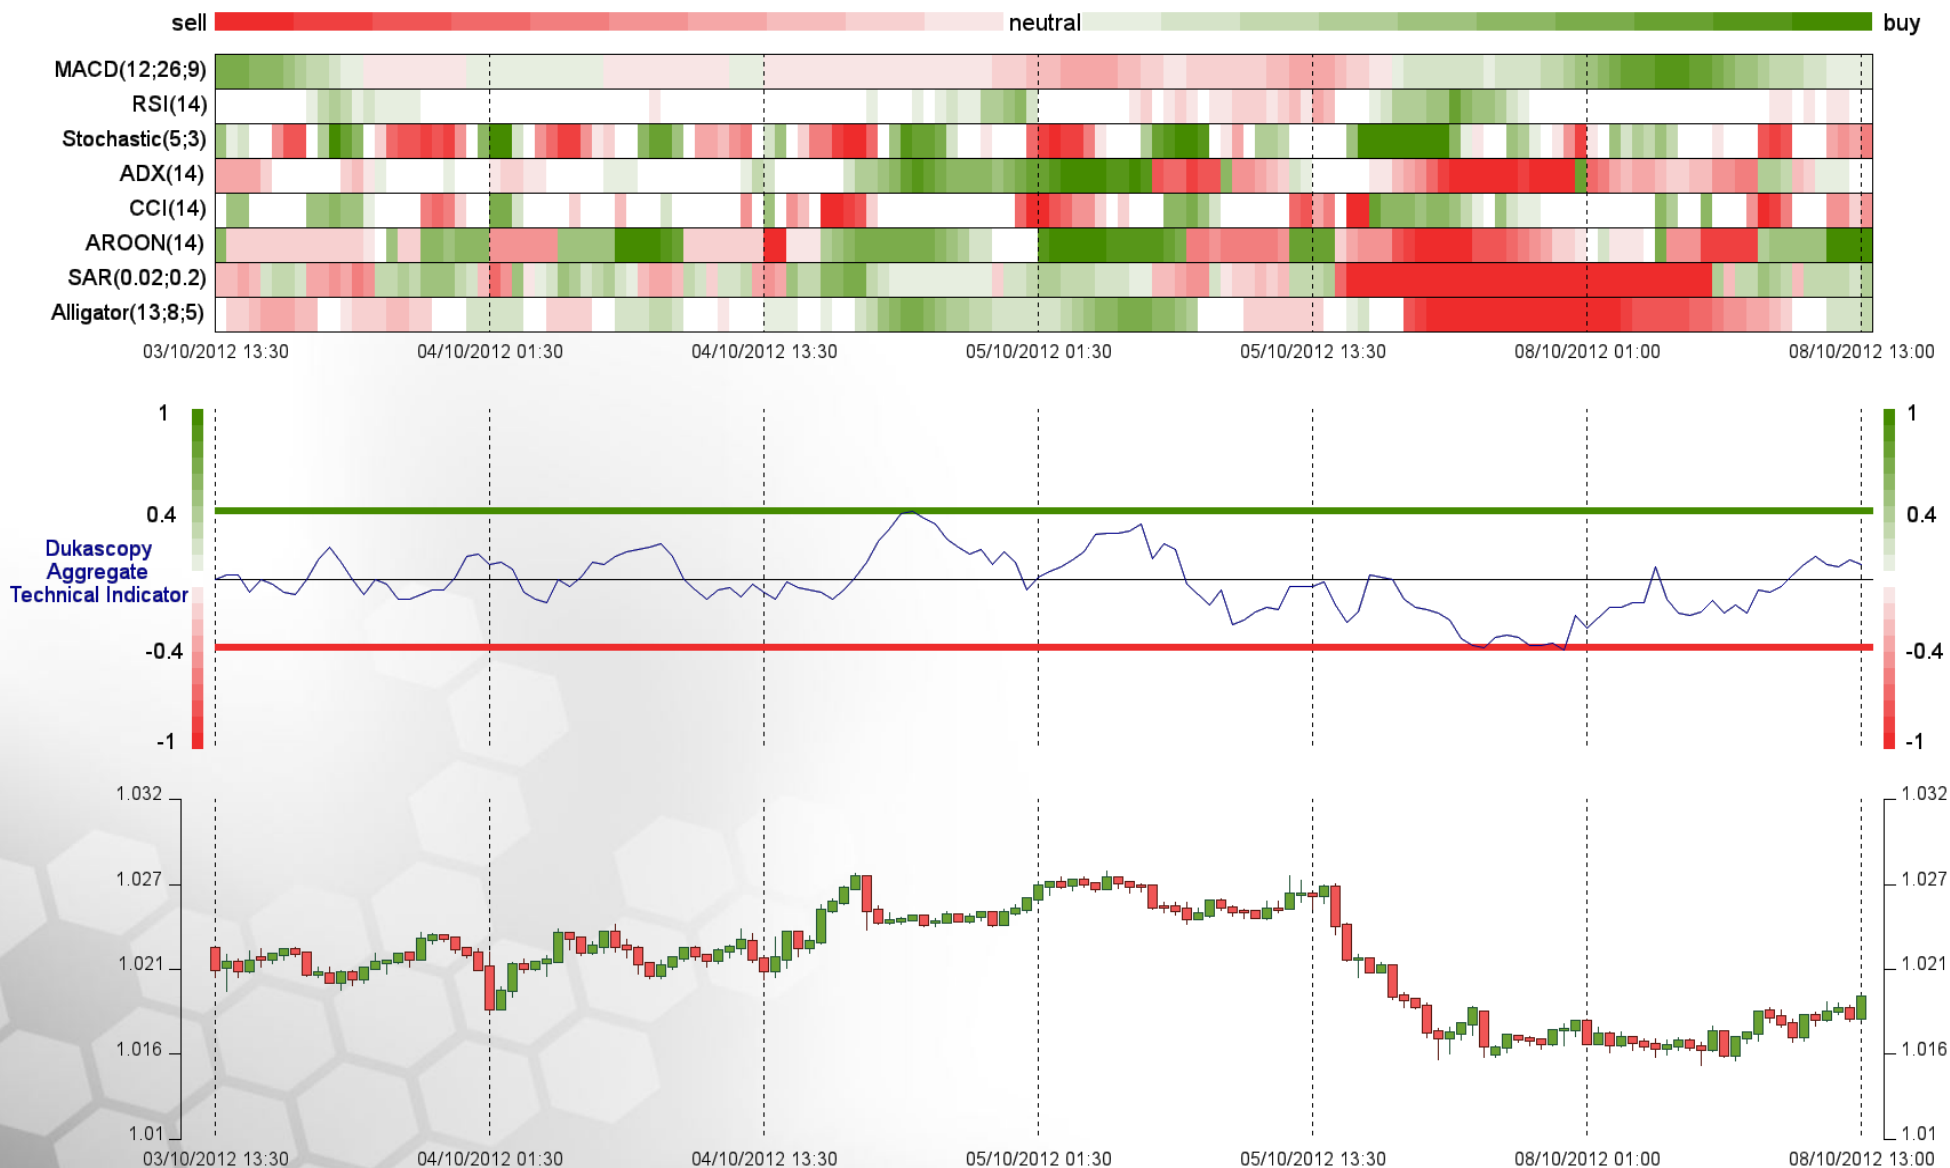 sell neutral buy
MACD(12;26;9)
RSI(14)
Stochastic(5;3)
ADX(14)
CCI(14)
AROON(14)
SAR(0.02;0.2)
Alligator(13;8;5)
03/10/2012 13:30 04/10/2012 01:30 04/10/2012 13:30 05/10/2012 01:30 05/10/2012 13:30 08/10/2012 01:00 08/10/2012 13:00
1 1
0.4 0.4
Dukascopy
Aggregate
Technical Indicator
-0.4 -0.4
-1 -1
1.032 1.032
1.027 1.027
1.021 1.021
1.016 1.016
1.01 1.01
03/10/2012 13:30 04/10/2012 01:30 04/10/2012 13:30 05/10/2012 01:30 05/10/2012 13:30 08/10/2012 01:00 08/10/2012 13:00